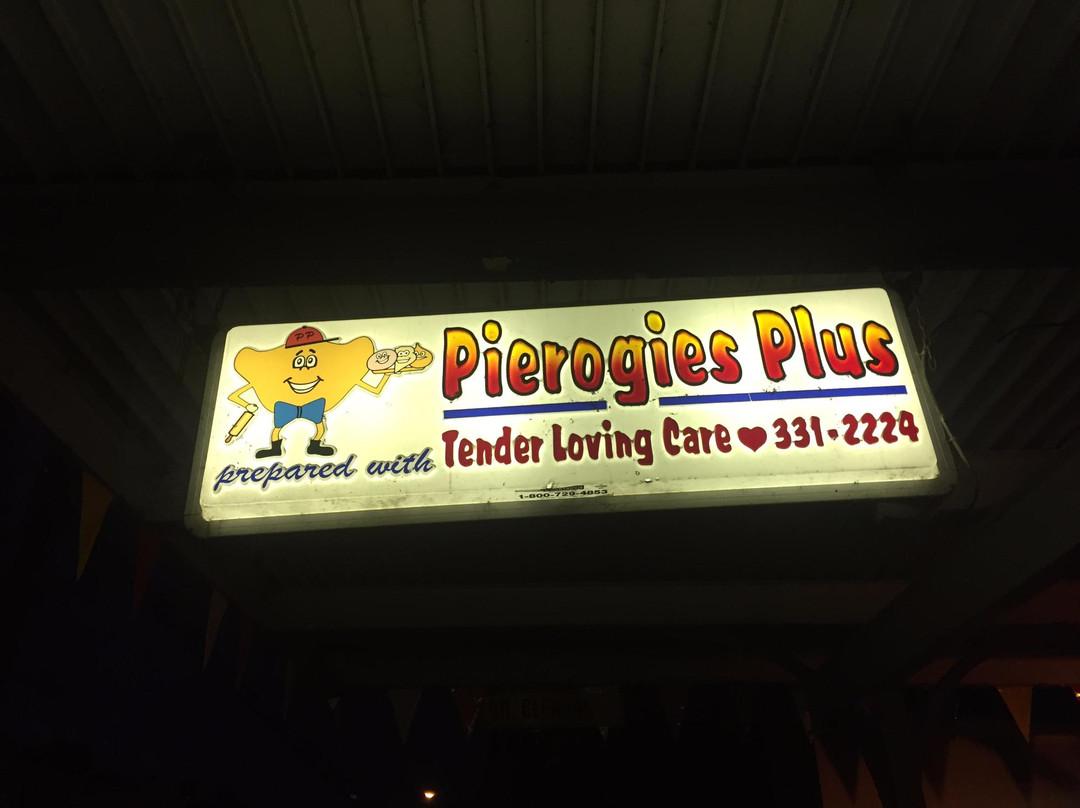 PP
Pierogies Plus
prepared with Tender Loving Care ♥ 331-2224
1-800-729-4853